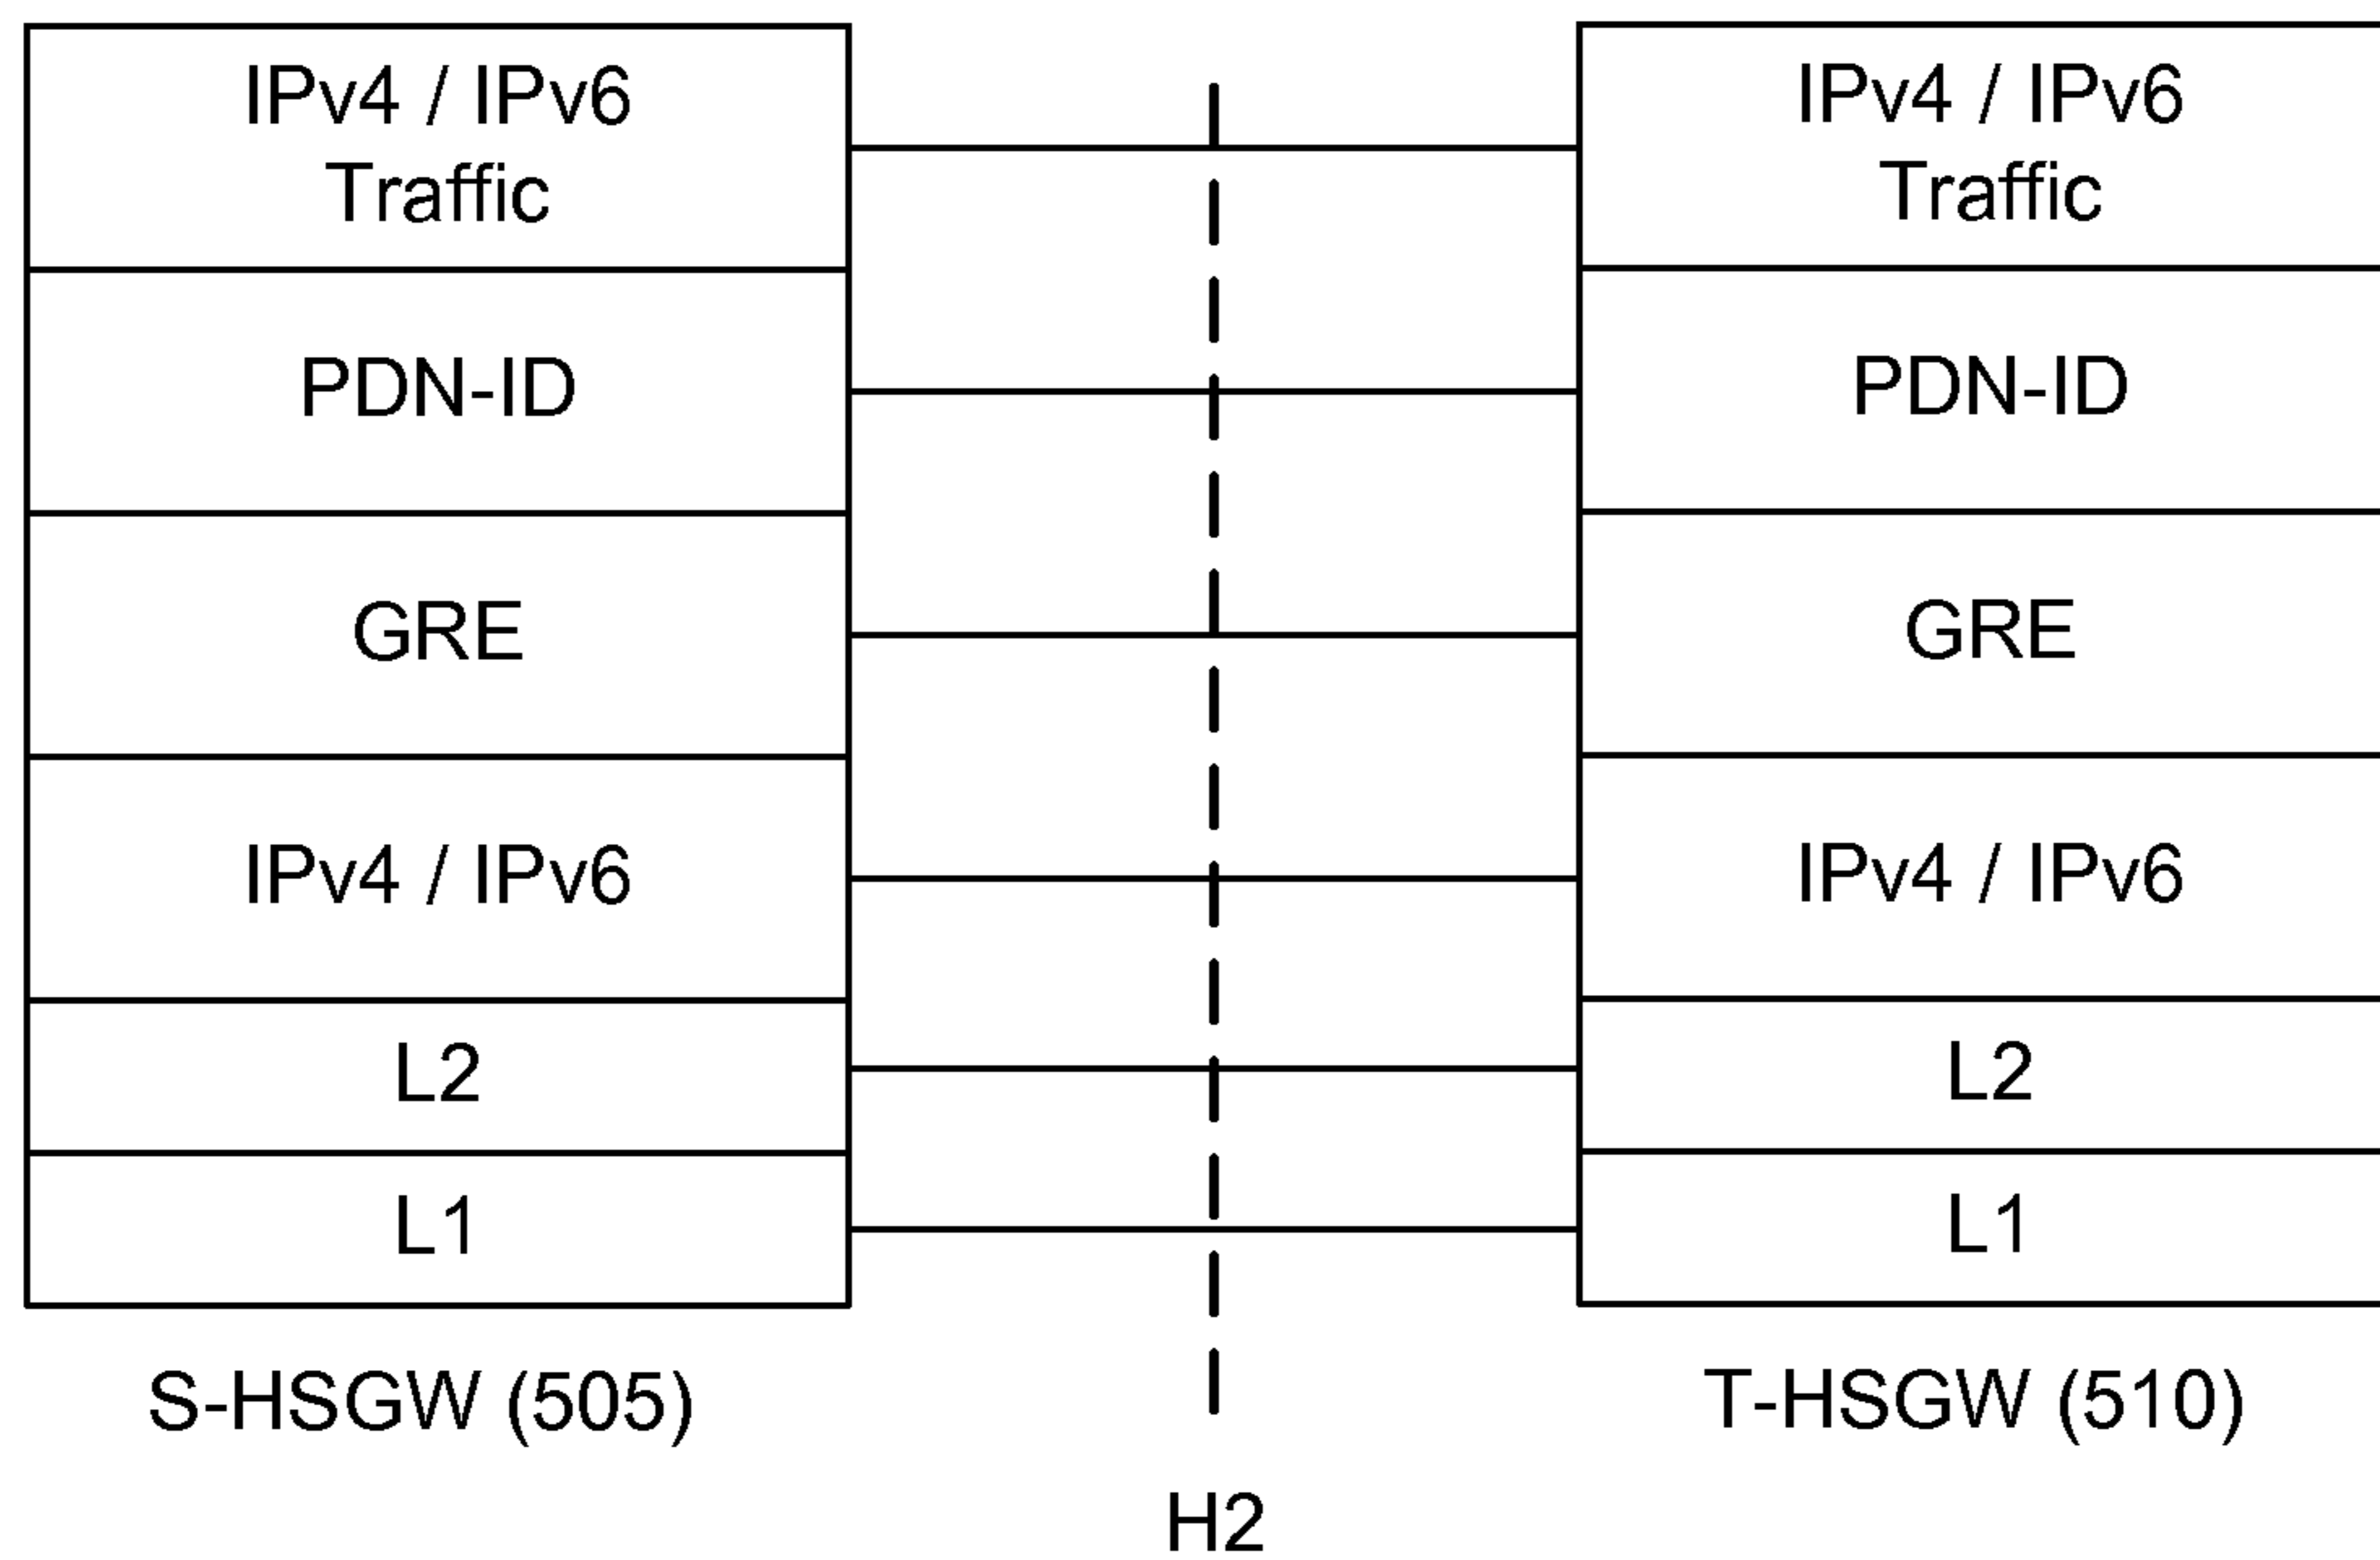 IPv4 / IPv6
Traffic
PDN-ID
GRE
IPv4 / IPv6
L2
L1
S-HSGW (505)
IPv4 / IPv6
Traffic
PDN-ID
GRE
IPv4 / IPv6
L2
L1
T-HSGW (510)
H2